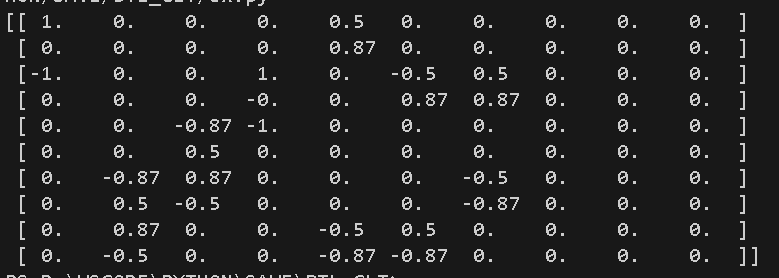 [[ 1. 0. 0. 0. 0.5 0. 0. 0. 0. 0. ]
[ 0. 0. 0. 0. 0.87 0. 0. 0. 0. 0. ]
[-1. 0. 0. 1. 0. -0.5 0.5 0. 0. 0. ]
[ 0. 0. 0. -0. 0. 0.87 0.87 0. 0. 0. ]
[ 0. 0. -0.87 -1. 0. 0. 0. 0. 0. 0. ]
[ 0. 0. 0.5 0. 0. 0. 0. 0. 0. 0. ]
[ 0. -0.87 0.87 0. 0. 0. -0.5 0. 0. 0. ]
[ 0. 0.5 -0.5 0. 0. 0. -0.87 0. 0. 0. ]
[ 0. 0.87 0. 0. -0.5 0.5 0. 0. 0. 0. ]
[ 0. -0.5 0. 0. -0.87 -0.87 0. 0. 0. 0. ]]